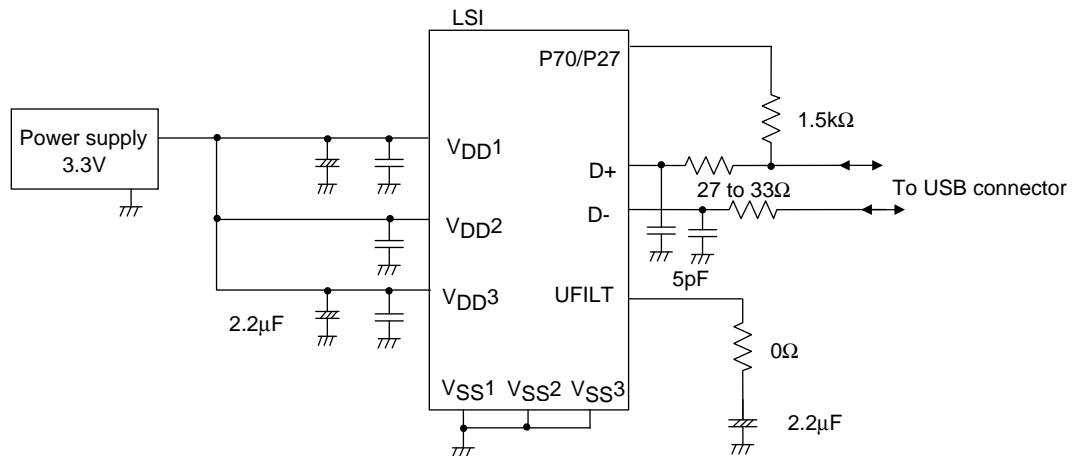 LSI
P70/P27
Power supply
3.3V
1.5kΩ
VDD1
D+
27 to 33Ω
To USB connector
VDD2
D-
5pF
VDD3
UFILT
2.2μF
0Ω
VSS1 VSS2 VSS3
2.2μF